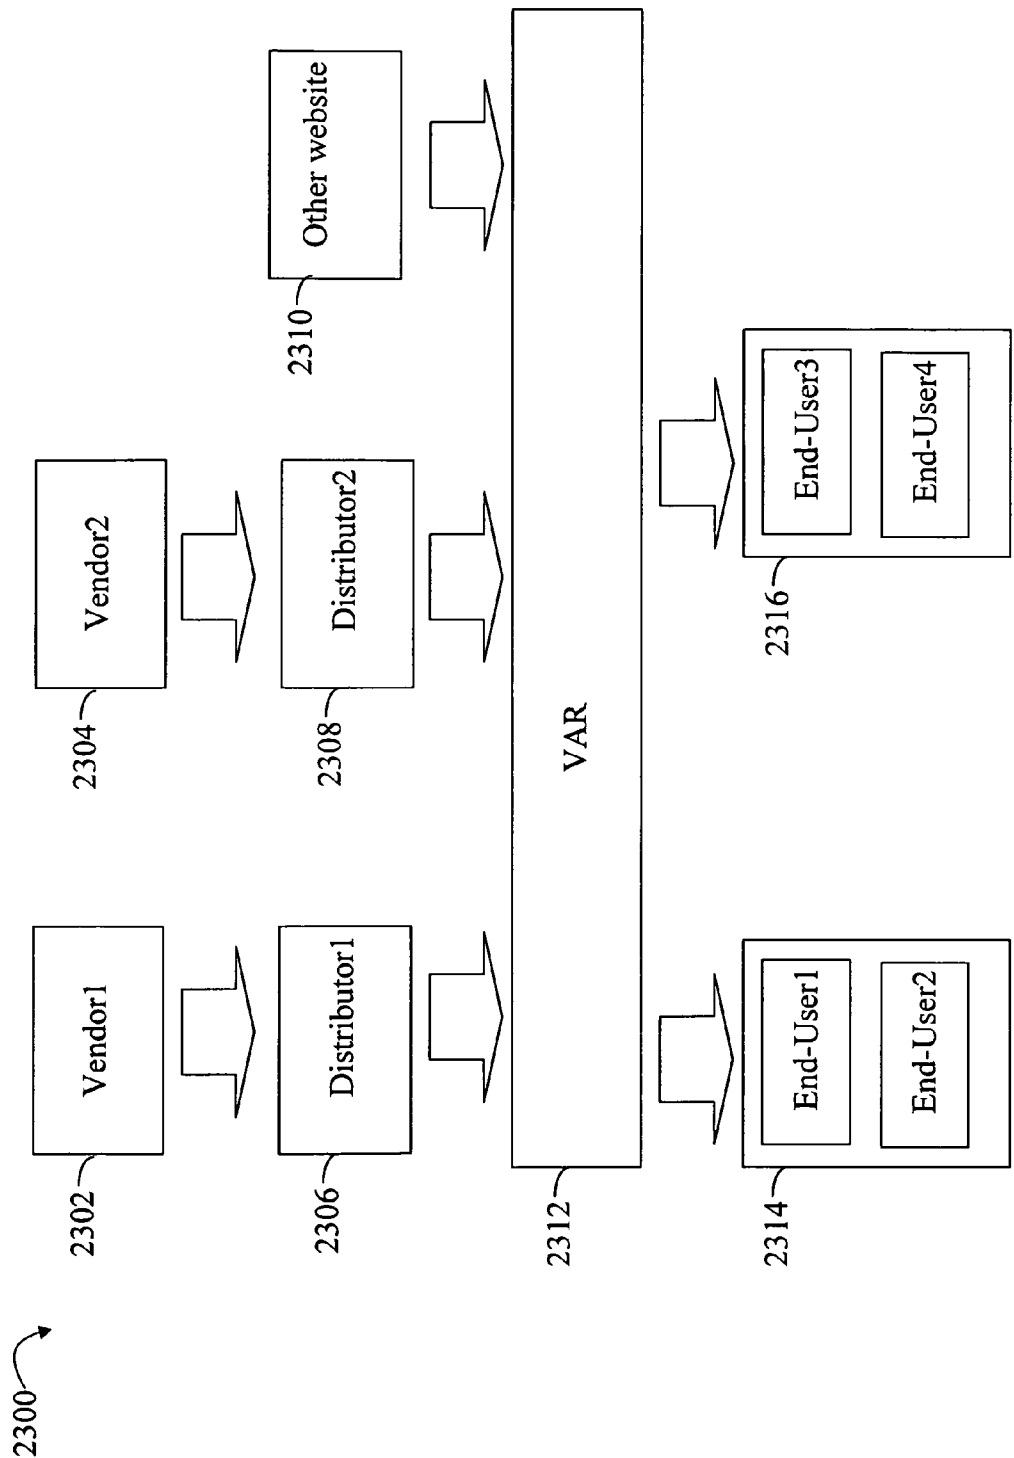 2300
2302
Vendor1
2304
Vendor2
2306
Distributor1
2308
Distributor2
2310
Other website
2312
VAR
2314
End-User1
End-User2
2316
End-User3
End-User4